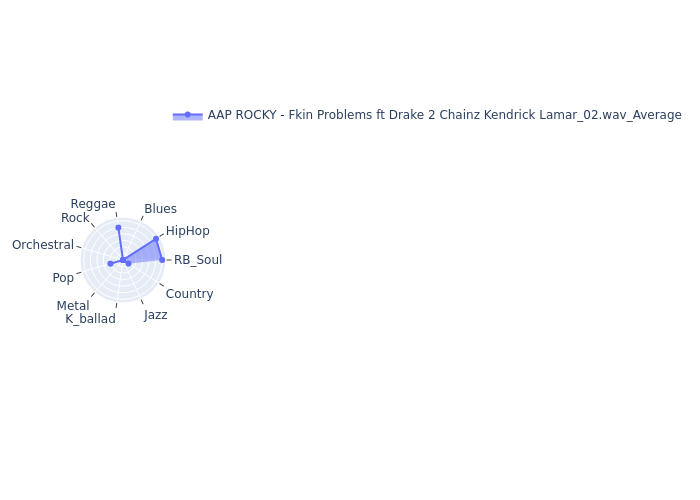 AAP ROCKY - Fkin Problems ft Drake 2 Chainz Kendrick Lamar_02.wav_Average
Reggae
Blues
Rock
HipHop
Orchestral
RB_Soul
Pop
Country
Metal
Jazz
K_ballad